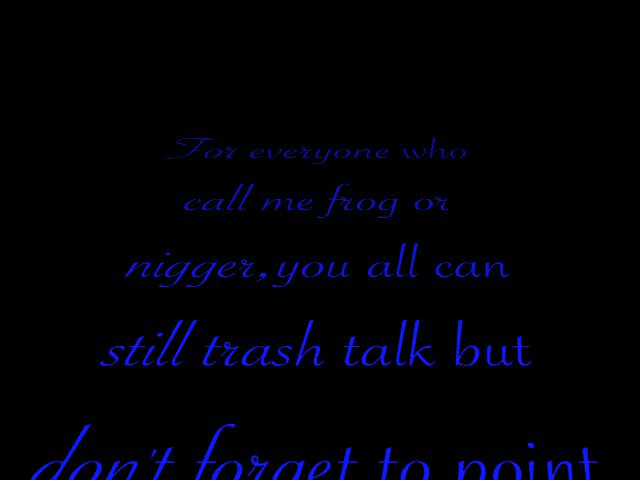 For everyone who
call me frog or
nigger,you all can
still trash talk but
don't forget to point